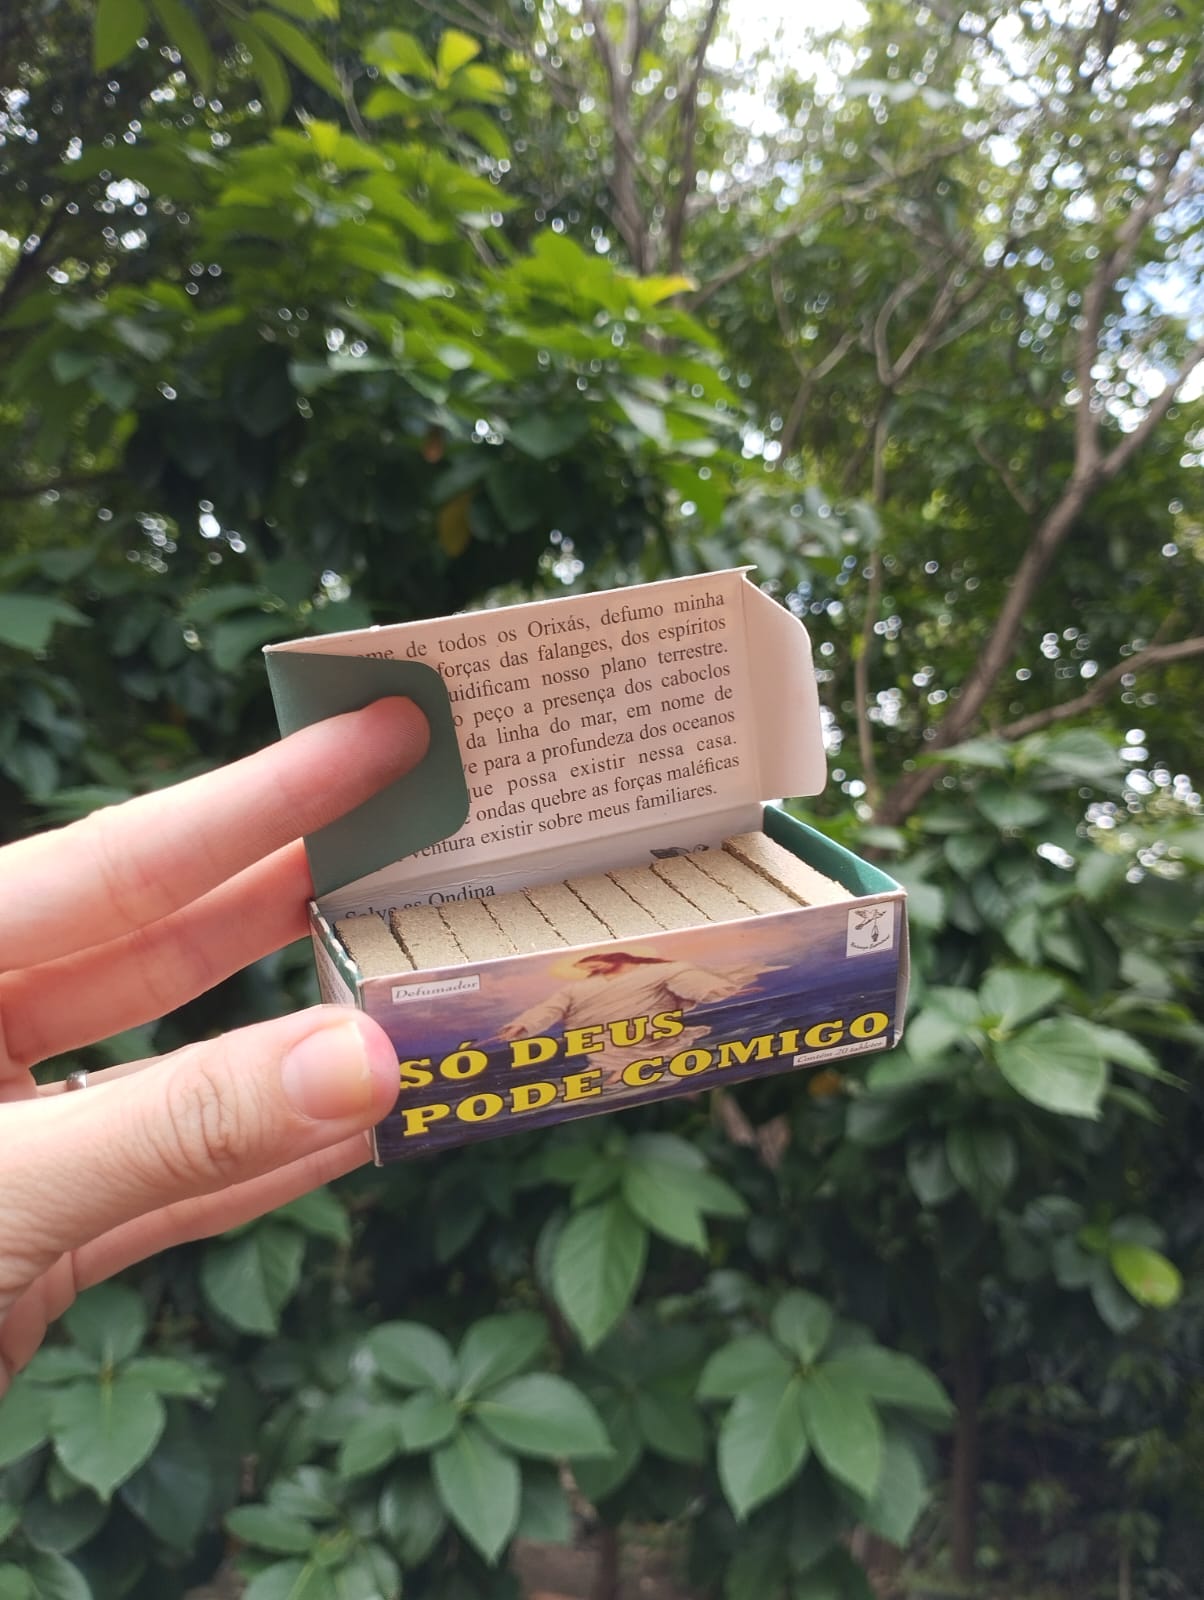 de todos os Orixás, defumo minha
forças das falanges, dos espíritos
uidificam nosso plano terrestre.
o peço a presença dos caboclos
da linha do mar, em nome de
ve para a profundeza dos oceanos
que possa existir nessa casa.
ondas quebre as forças maléficas
ventura existir sobre meus familiares.
as Ondina
Defumador
SÓ DEUS
PODE COMIGO
Contém 20 tabletes